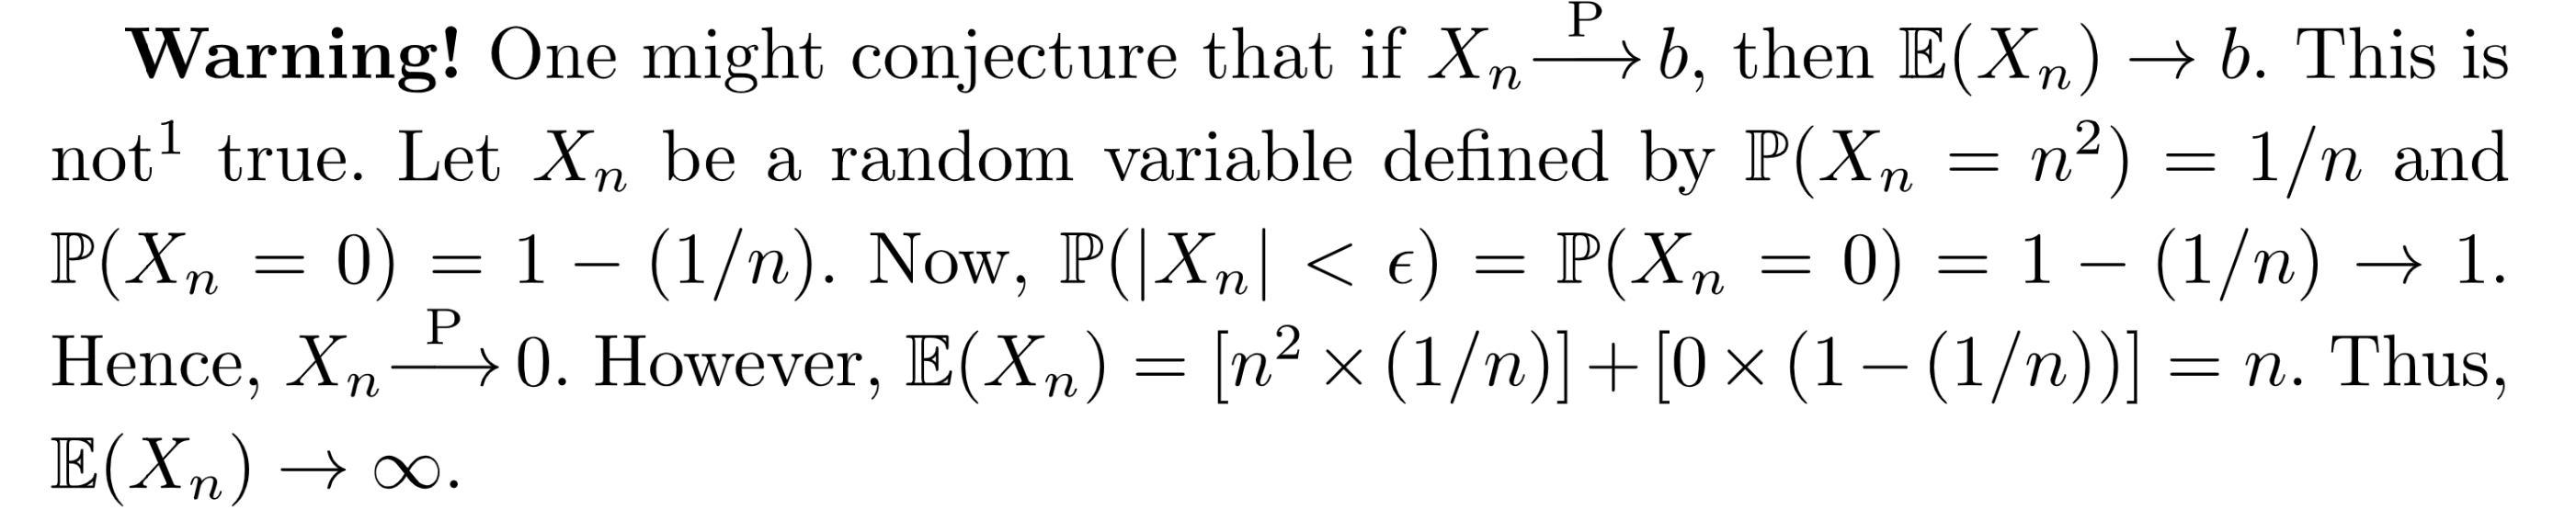 Warning! One might conjecture that if Xₙ —P→ b, then 𝔼(Xₙ) → b. This is
not¹ true. Let Xₙ be a random variable defined by ℙ(Xₙ = n²) = 1/n and
ℙ(Xₙ = 0) = 1 − (1/n). Now, ℙ(|Xₙ| < ϵ) = ℙ(Xₙ = 0) = 1 − (1/n) → 1.
Hence, Xₙ —P→ 0. However, 𝔼(Xₙ) = [n² × (1/n)] + [0 × (1 − (1/n))] = n. Thus,
𝔼(Xₙ) → ∞.